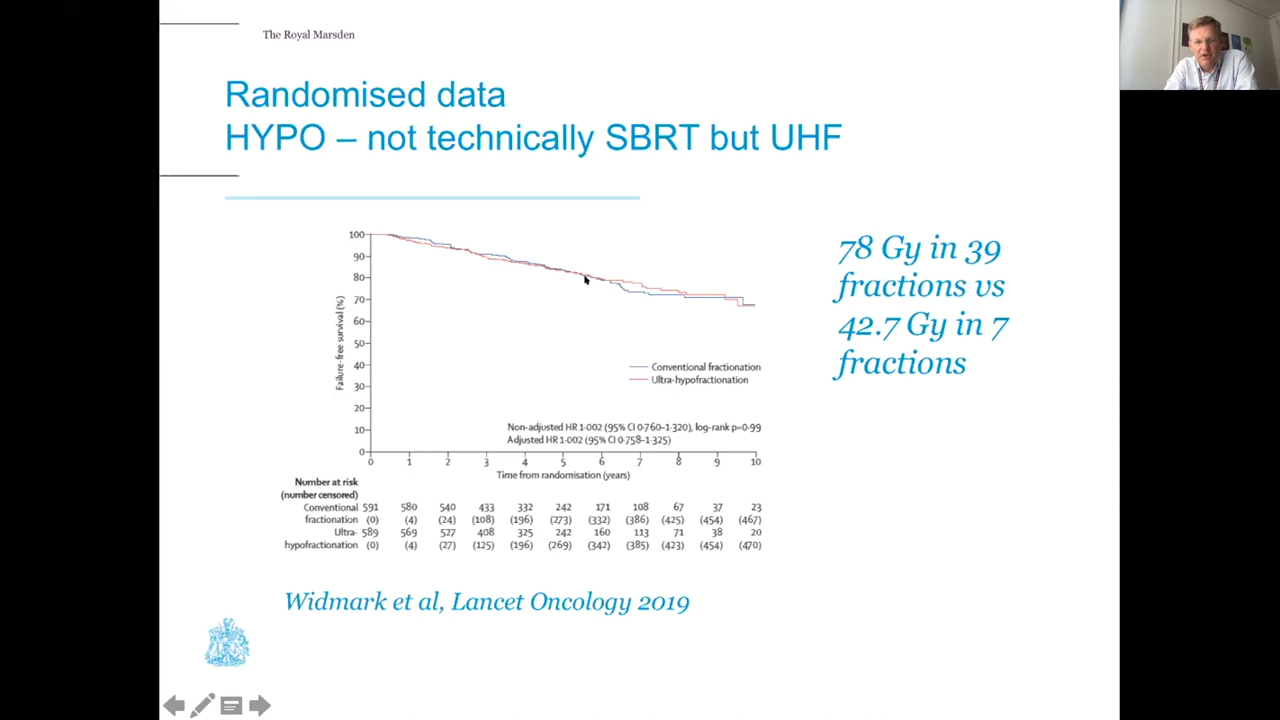 The Royal Marsden
Randomised data
HYPO – not technically SBRT but UHF
78 Gy in 39
fractions vs
42.7 Gy in 7
fractions
100
90
80
70
60
50
40
30
20
10
0
Failure-free survival (%)
Conventional fractionation
Ultra-hypofractionation
Non-adjusted HR 1·002 (95% CI 0·760–1·320), log-rank p=0·99
Adjusted HR 1·002 (95% CI 0·758–1·325)
0 1 2 3 4 5 6 7 8 9 10
Time from randomisation (years)
Number at risk
(number censored)
Conventional 591 580 540 433 332 242 171 108 67 37 23
fractionation (0) (4) (24) (108) (196) (273) (332) (386) (425) (454) (467)
Ultra- 589 569 527 408 325 242 160 113 71 38 20
hypofractionation (0) (4) (27) (125) (196) (269) (342) (385) (423) (454) (470)
Widmark et al, Lancet Oncology 2019